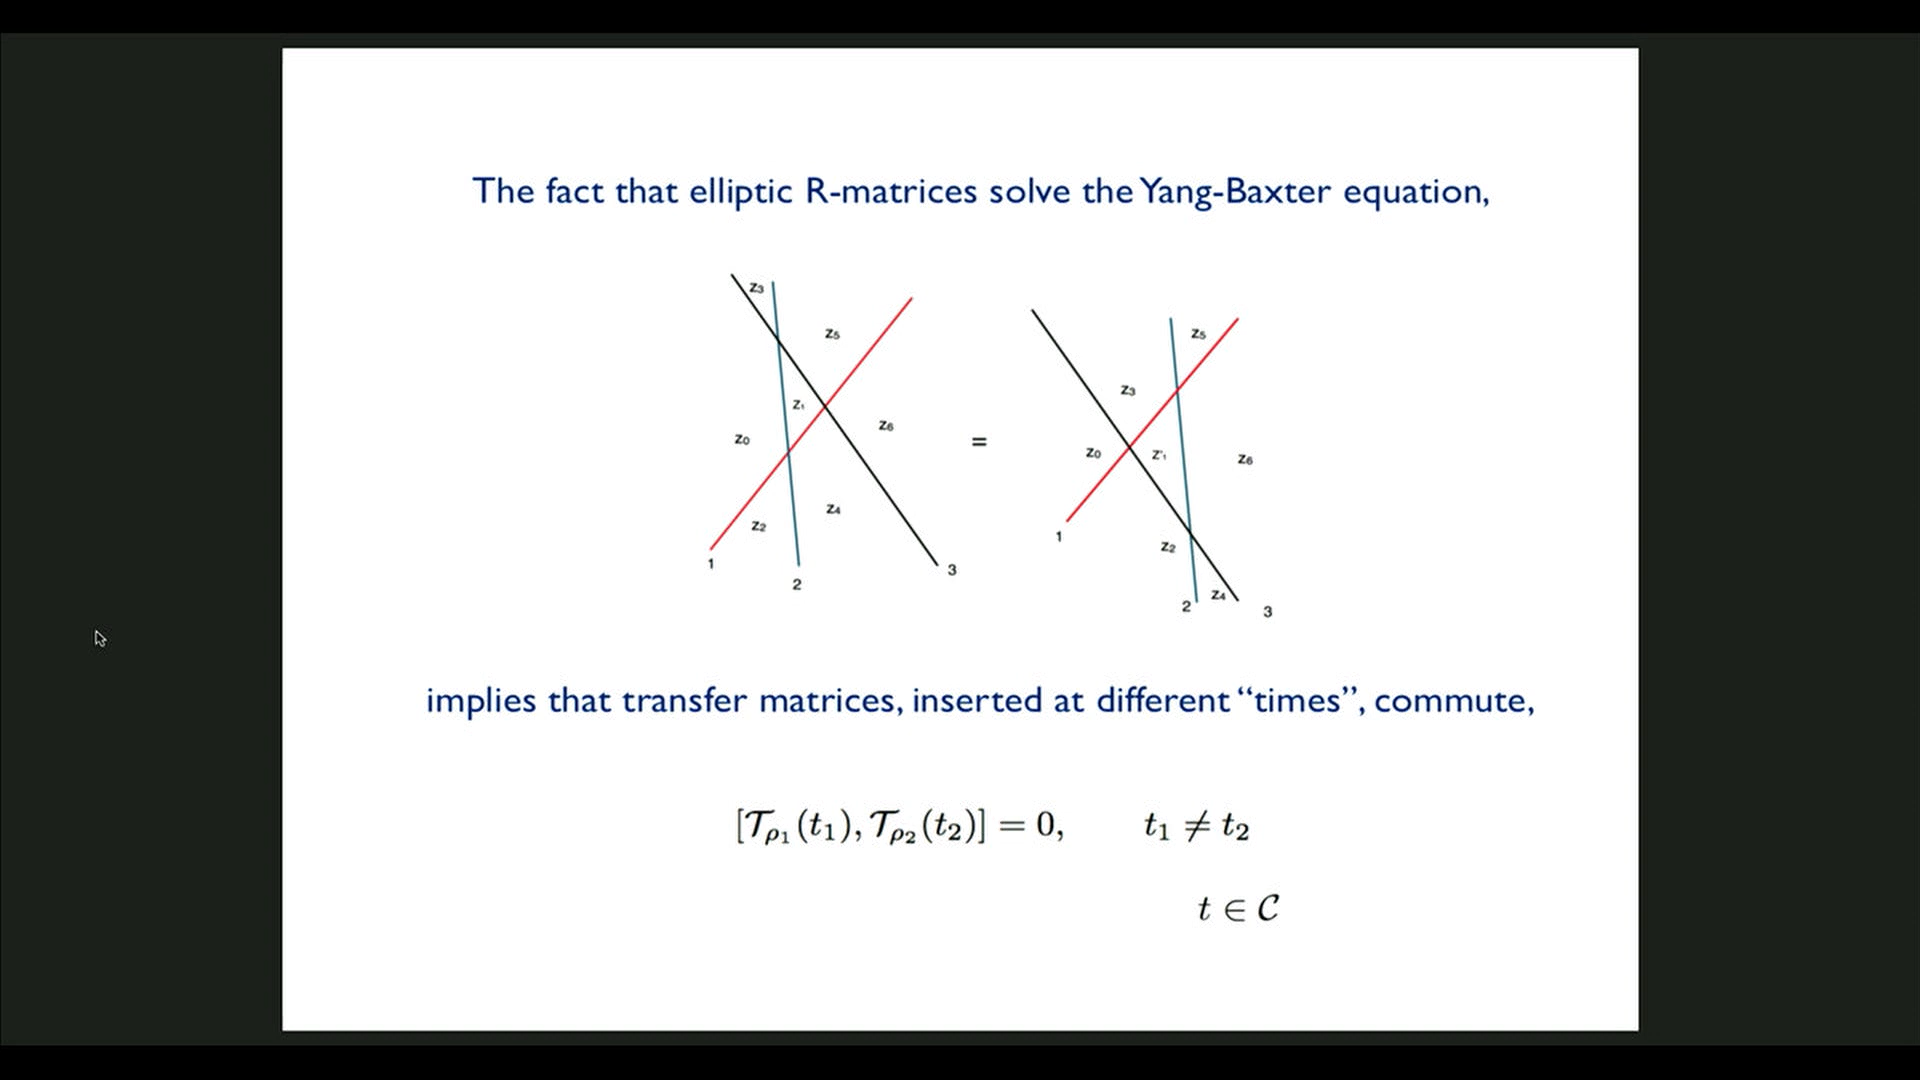 The fact that elliptic R-matrices solve the Yang-Baxter equation,
z₃
z₅
z₅
z₃
z₁
z₆
z₀
=
z₀
z'₁
z₆
z₄
z₂
1
z₂
1
3
2
z₄
2
3
implies that transfer matrices, inserted at different “times”, commute,
[𝒯ρ₁(t₁), 𝒯ρ₂(t₂)] = 0, t₁ ≠ t₂
t ∈ 𝒞